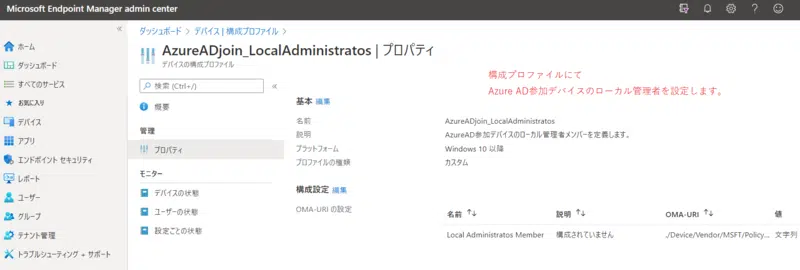 Microsoft Endpoint Manager admin center
ダッシュボード > デバイス | 構成プロファイル >
AzureADjoin_LocalAdministratos | プロパティ
デバイスの構成プロファイル
ホーム
ダッシュボード
すべてのサービス
お気に入り
デバイス
アプリ
エンドポイント セキュリティ
レポート
ユーザー
グループ
テナント管理
トラブルシューティング + サポート
検索 (Ctrl+/)
概要
管理
プロパティ
モニター
デバイスの状態
ユーザーの状態
設定ごとの状態
構成プロファイルにて
Azure AD参加デバイスのローカル管理者を設定します。
基本 編集
名前 AzureADjoin_LocalAdministratos
説明 AzureAD参加デバイスのローカル管理者メンバーを定義します。
プラットフォーム Windows 10 以降
プロファイルの種類 カスタム
構成設定 編集
OMA-URI の設定
名前 ↑↓ 説明 ↑↓ OMA-URI ↑↓ 値
Local Administratos Member 構成されていません ./Device/Vendor/MSFT/Policy... 文字列